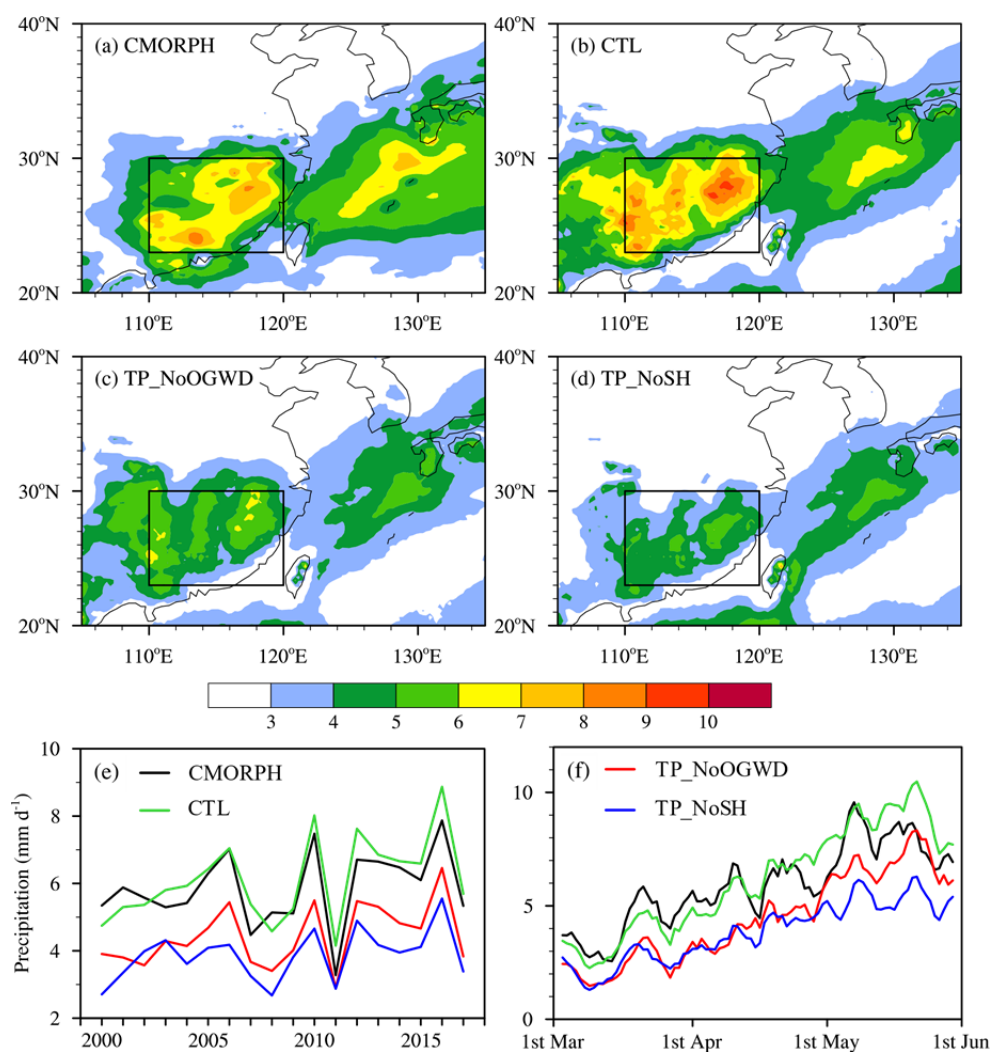 40°N
(a) CMORPH
30°N
20°N
110°E
120°E
130°E
40°N
(b) CTL
30°N
20°N
110°E
120°E
130°E
40°N
(c) TP_NoOGWD
30°N
20°N
110°E
120°E
130°E
40°N
(d) TP_NoSH
30°N
20°N
110°E
120°E
130°E
3 4 5 6 7 8 9 10
Precipitation (mm d⁻¹)
10
8
6
4
2
(e)
CMORPH
CTL
2000 2005 2010 2015
10
5
0
(f)
TP_NoOGWD
TP_NoSH
1st Mar 1st Apr 1st May 1st Jun